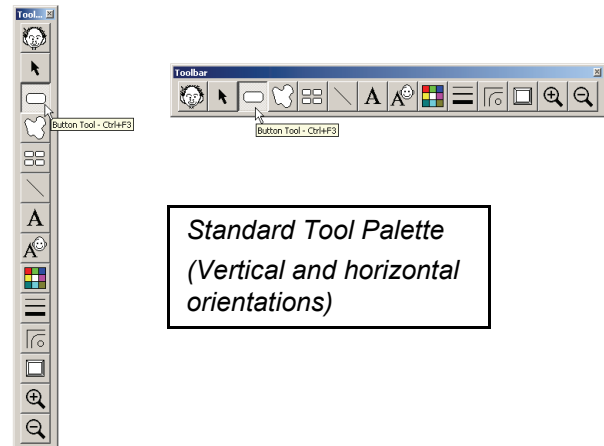 Tool...
Toolbar
Button Tool - Ctrl+F3
Button Tool - Ctrl+F3
A
A
A
A
Standard Tool Palette
(Vertical and horizontal
orientations)